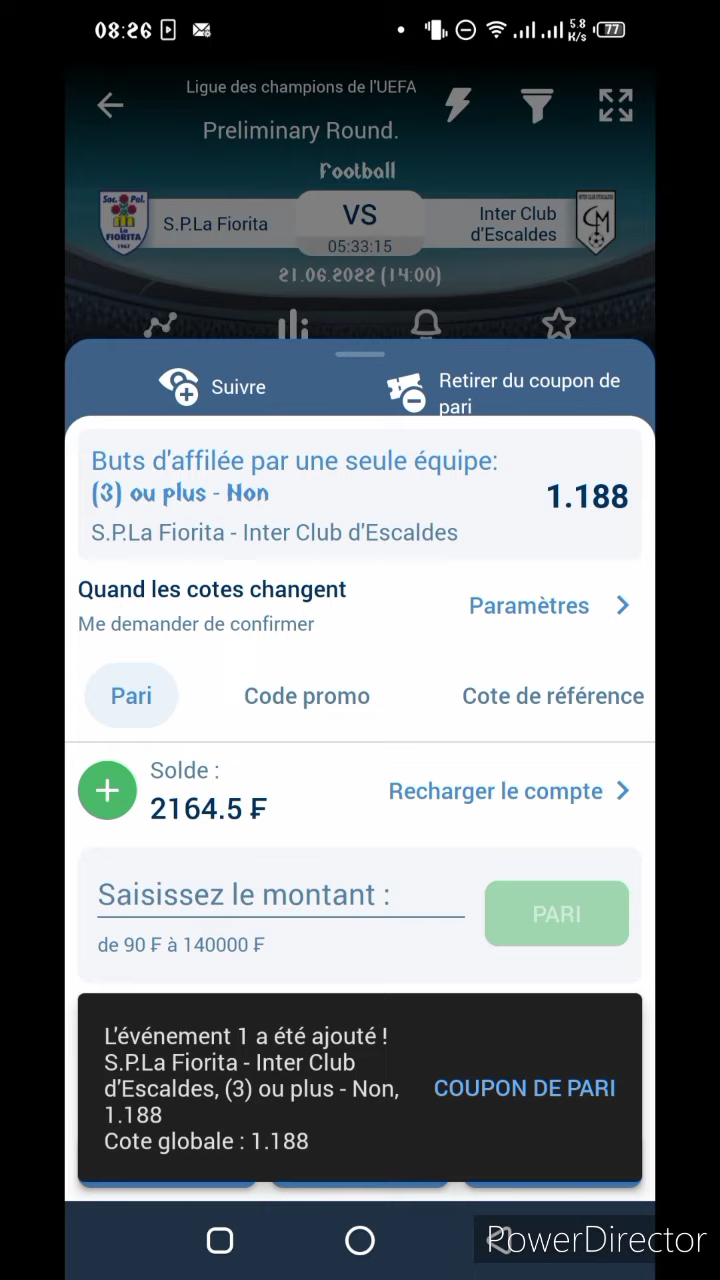 08:26
5.8
K/s
77
Ligue des champions de l'UEFA
Preliminary Round.
Football
Soc. Pol.
La
FIORITA
1967
S.P.La Fiorita
VS
Inter Club
d'Escaldes
05:33:15
21.06.2022 (14:00)
Suivre
Retirer du coupon de
pari
Buts d'affilée par une seule équipe:
(3) ou plus - Non
1.188
S.P.La Fiorita - Inter Club d'Escaldes
Quand les cotes changent
Me demander de confirmer
Paramètres
Pari
Code promo
Cote de référence
Solde :
2164.5 ₣
Recharger le compte
Saisissez le montant :
PARI
de 90 ₣ à 140000 ₣
L'événement 1 a été ajouté !
S.P.La Fiorita - Inter Club
d'Escaldes, (3) ou plus - Non,
1.188
Cote globale : 1.188
COUPON DE PARI
PowerDirector